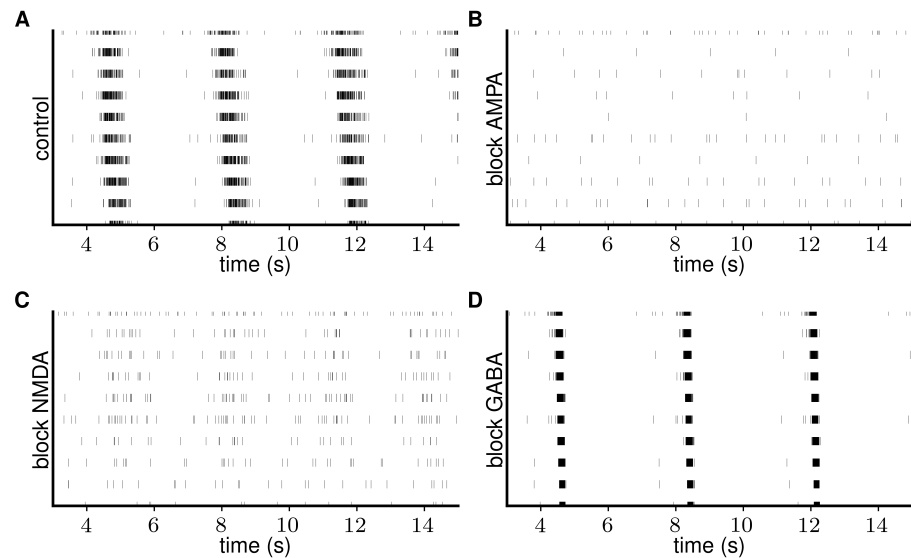 A
control
4 6 8 10 12 14
time (s)
B
block AMPA
4 6 8 10 12 14
time (s)
C
block NMDA
4 6 8 10 12 14
time (s)
D
block GABA
4 6 8 10 12 14
time (s)